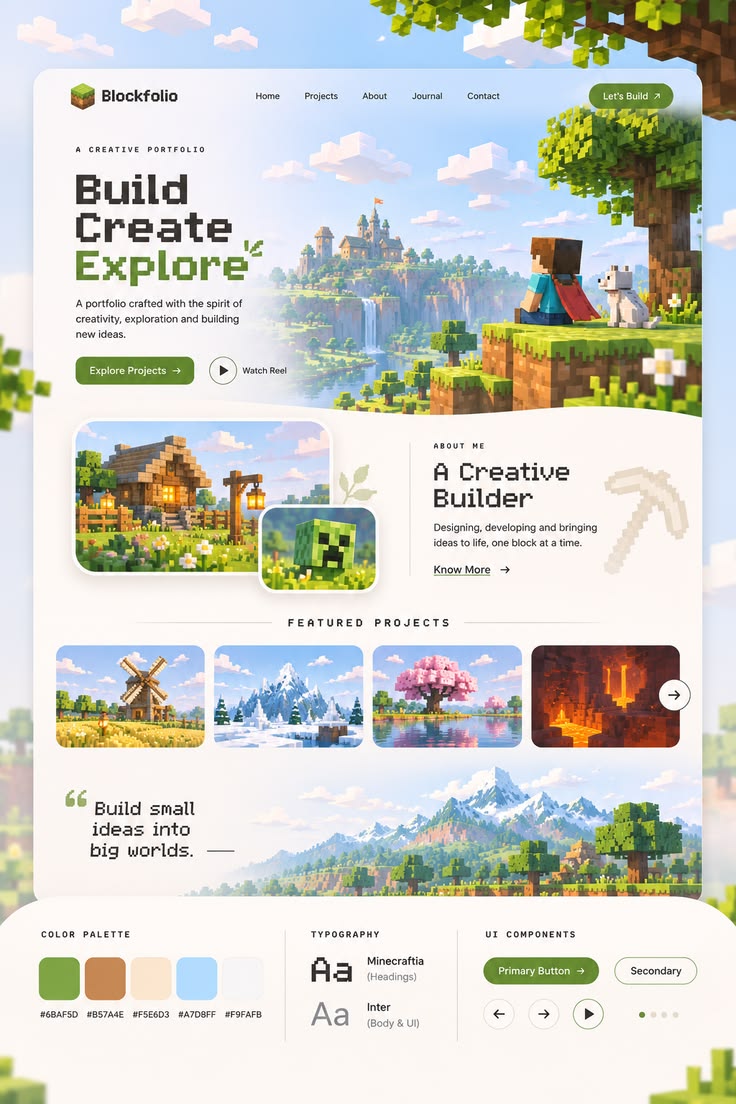 Blockfolio
Home
Projects
About
Journal
Contact
Let's Build ↗
A CREATIVE PORTFOLIO
Build
Create
Explore
A portfolio crafted with the spirit of
creativity, exploration and building
new ideas.
Explore Projects →
Watch Reel
ABOUT ME
A Creative
Builder
Designing, developing and bringing
ideas to life, one block at a time.
Know More →
FEATURED PROJECTS
“
Build small
ideas into
big worlds. —
COLOR PALETTE
#6BAF5D
#B57A4E
#F5E6D3
#A7D8FF
#F9FAFB
TYPOGRAPHY
Aa
Minecraftia
(Headings)
Aa
Inter
(Body & UI)
UI COMPONENTS
Primary Button →
Secondary